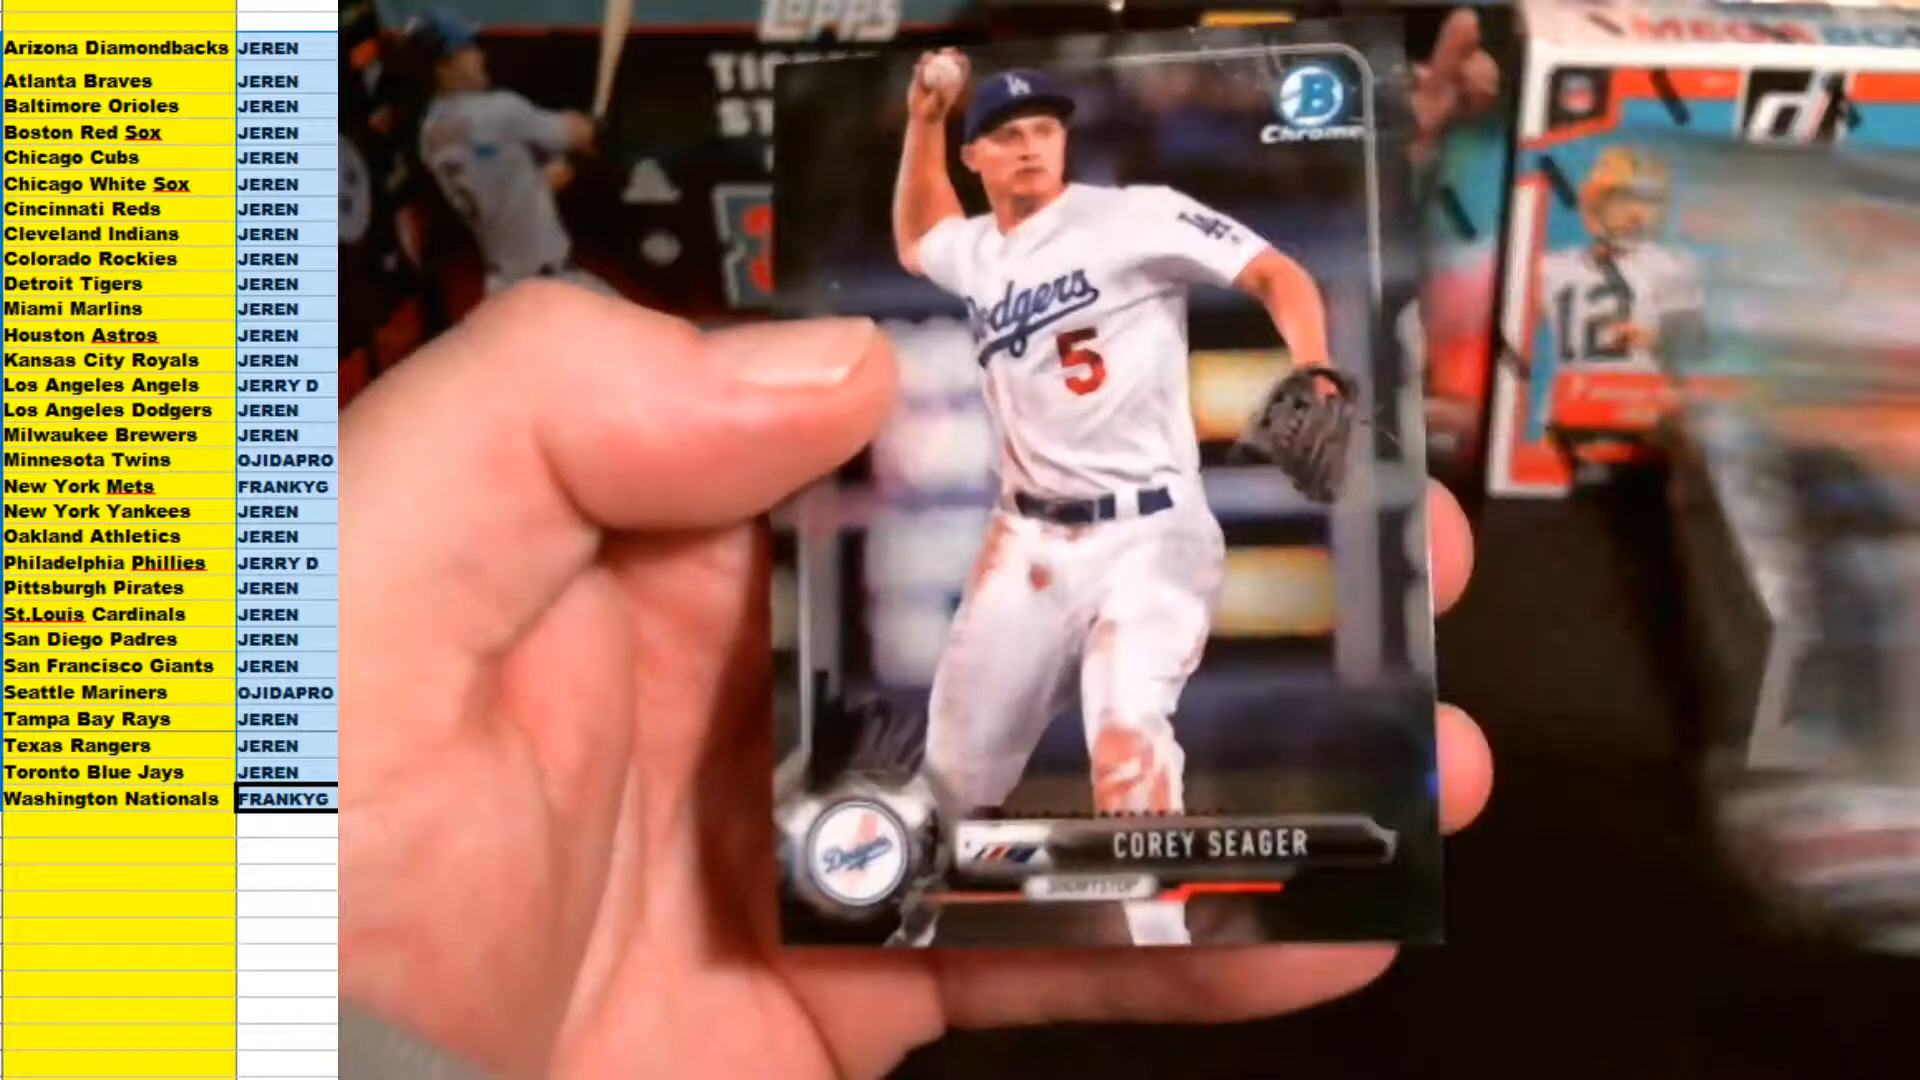 Arizona Diamondbacks JEREN
Atlanta Braves JEREN
Baltimore Orioles JEREN
Boston Red Sox JEREN
Chicago Cubs JEREN
Chicago White Sox JEREN
Cincinnati Reds JEREN
Cleveland Indians JEREN
Colorado Rockies JEREN
Detroit Tigers JEREN
Miami Marlins JEREN
Houston Astros JEREN
Kansas City Royals JEREN
Los Angeles Angels JERRY D
Los Angeles Dodgers JEREN
Milwaukee Brewers JEREN
Minnesota Twins OJIDAPRO
New York Mets FRANKYG
New York Yankees JEREN
Oakland Athletics JEREN
Philadelphia Phillies JERRY D
Pittsburgh Pirates JEREN
St.Louis Cardinals JEREN
San Diego Padres JEREN
San Francisco Giants JEREN
Seattle Mariners OJIDAPRO
Tampa Bay Rays JEREN
Texas Rangers JEREN
Toronto Blue Jays JEREN
Washington Nationals FRANKYG
TOPPS
MEGA BOX
LA
B
Chrome
LA
Dodgers
5
12
COREY SEAGER
Dodgers
SHORTSTOP